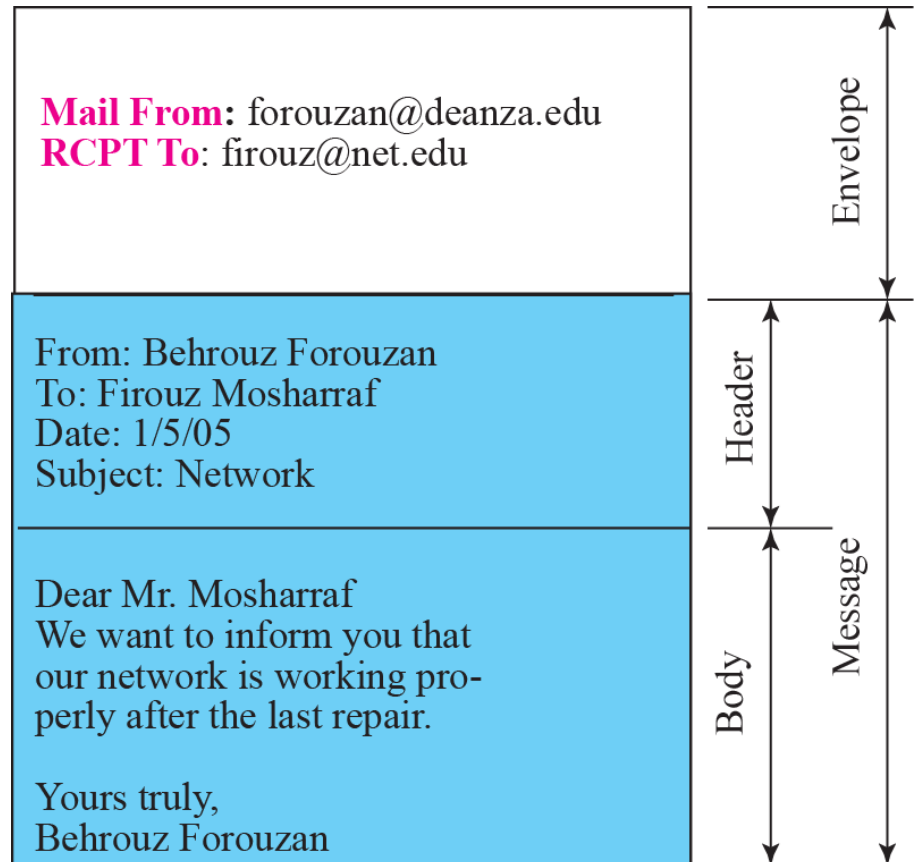 Mail From: forouzan@deanza.edu
RCPT To: firouz@net.edu
Envelope
From: Behrouz Forouzan
To: Firouz Mosharraf
Date: 1/5/05
Subject: Network
Header
Dear Mr. Mosharraf
We want to inform you that
our network is working pro-
perly after the last repair.
Yours truly,
Behrouz Forouzan
Body
Message